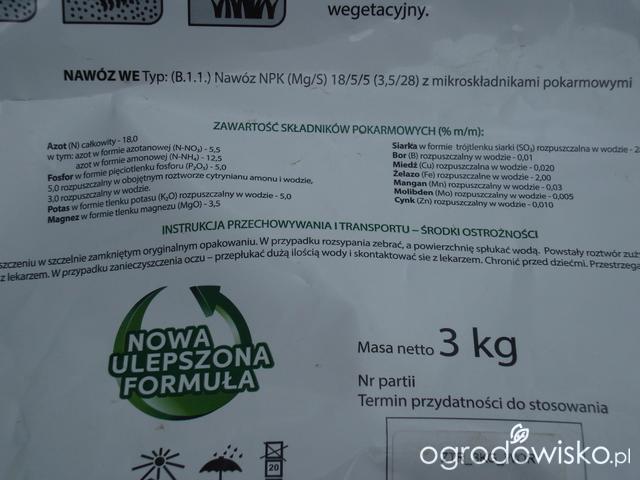 wegetacyjny.
NAWÓZ WE Typ: (B.1.1.) Nawóz NPK (Mg/S) 18/5/5 (3,5/28) z mikroskładnikami pokarmowymi
ZAWARTOŚĆ SKŁADNIKÓW POKARMOWYCH (% m/m):
Azot (N) całkowity - 18,0
w tym: azot w formie azotanowej (N-NO₃) - 5,5
azot w formie amonowej (N-NH₄) - 12,5
Fosfor w formie pięciotlenku fosforu (P₂O₅) - 5,0
5,0 rozpuszczalny w obojętnym roztworze cytrynianu amonu i wodzie,
3,0 rozpuszczalny w wodzie.
Potas w formie tlenku potasu (K₂O) rozpuszczalny w wodzie - 5,0
Magnez w formie tlenku magnezu (MgO) - 3,5
Siarka w formie trójtlenku siarki (SO₃) rozpuszczalna w wodzie - 2
Bor (B) rozpuszczalny w wodzie - 0,01
Miedź (Cu) rozpuszczalna w wodzie - 0,020
Żelazo (Fe) rozpuszczalne w wodzie - 2,00
Mangan (Mn) rozpuszczalny w wodzie - 0,03
Molibden (Mo) rozpuszczalny w wodzie - 0,005
Cynk (Zn) rozpuszczalny w wodzie - 0,010
INSTRUKCJA PRZECHOWYWANIA I TRANSPORTU – ŚRODKI OSTROŻNOŚCI
szczeniu w szczelnie zamkniętym oryginalnym opakowaniu. W przypadku rozsypania zebrać, a powierzchnię spłukać wodą. Powstały roztwór zuż
z lekarzem. W przypadku zanieczyszczenia oczu – przepłukać dużą ilością wody i skontaktować sie z lekarzem. Chronić przed dziećmi. Przestrzega
NOWA
ULEPSZONA
FORMUŁA
Masa netto 3 kg
Nr partii
Termin przydatności do stosowania
20
ogrodowisko.pl